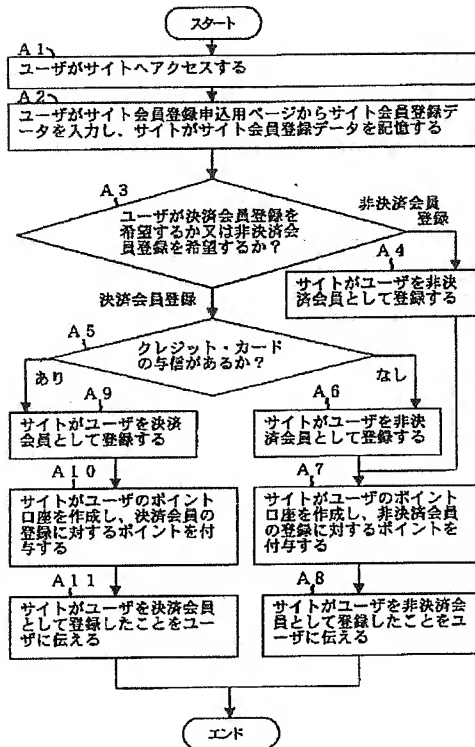 スタート
A1
ユーザがサイトへアクセスする
A2
ユーザがサイト会員登録申込用ページからサイト会員登録デ
ータを入力し、サイトがサイト会員登録データを記憶する
A3
ユーザが決済会員登録を
希望するか又は非決済会
員登録を希望するか?
非決済会員
登録
A4
サイトがユーザを非決
済会員として登録する
決済会員登録
A5
クレジット・カード
の与信があるか?
あり
なし
A9
サイトがユーザを決済
会員として登録する
A6
サイトがユーザを非決
済会員として登録する
A10
サイトがユーザのポイント
口座を作成し、決済会員の
登録に対するポイントを付
与する
A7
サイトがユーザのポイント
口座を作成し、非決済会員
の登録に対するポイントを
付与する
A11
サイトがユーザを決済会員
として登録したことをユー
ザに伝える
A8
サイトがユーザを非決済会
員として登録したことをユ
ーザに伝える
エンド